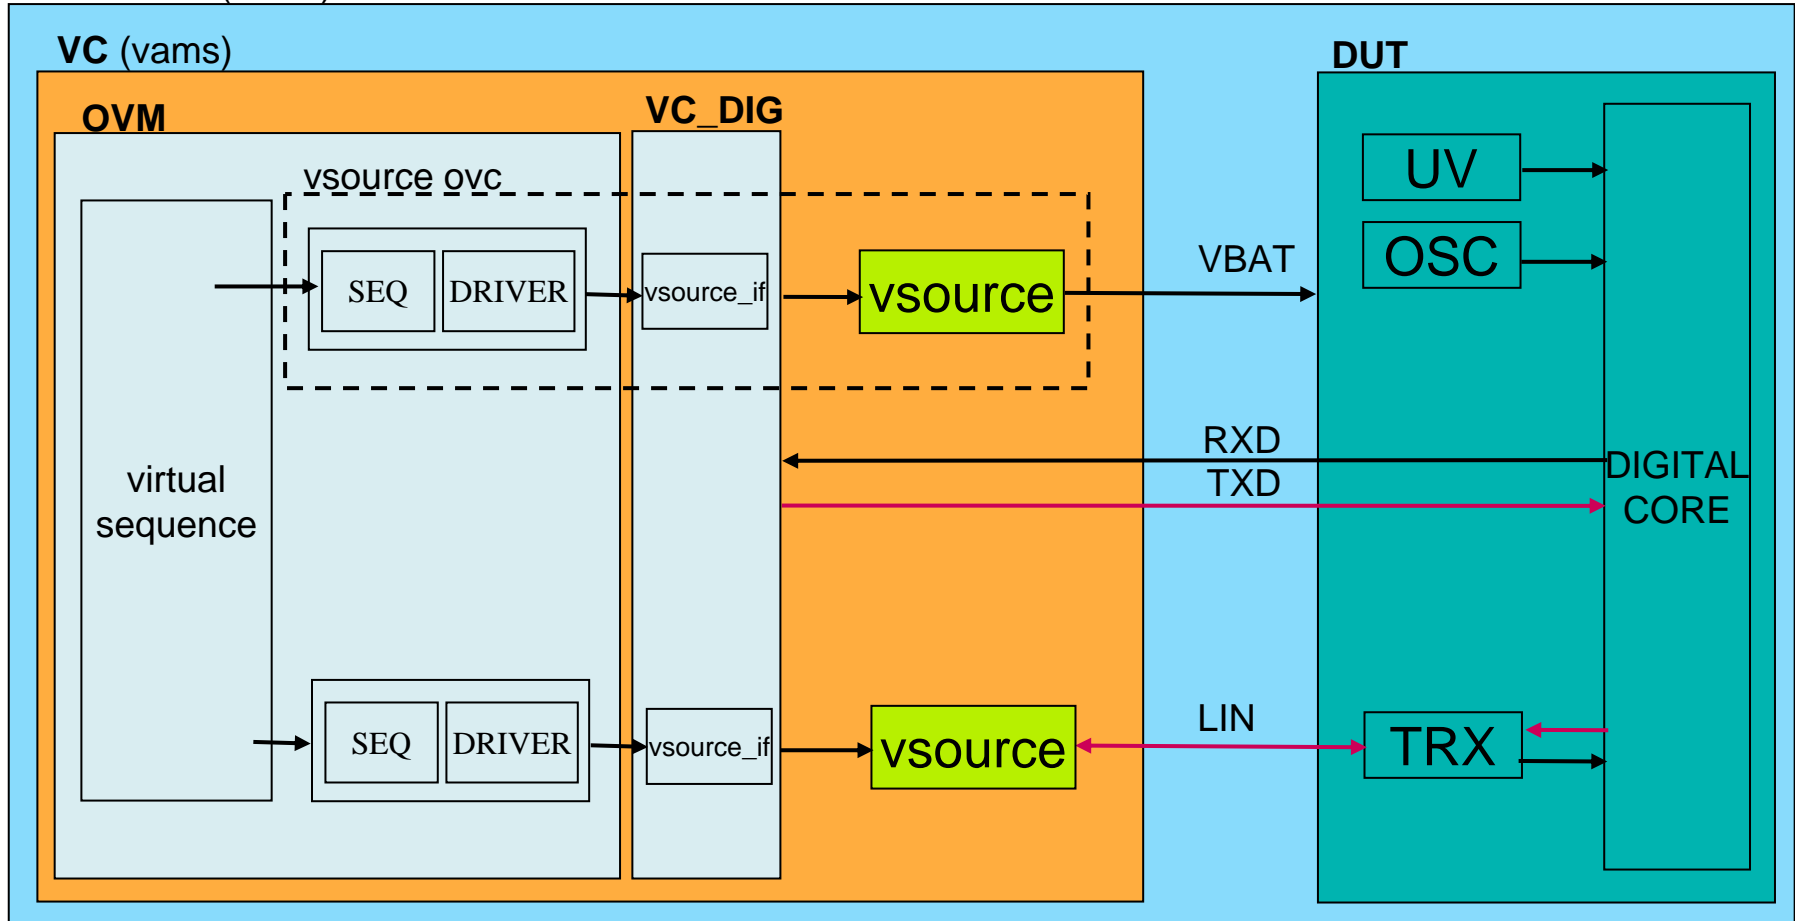 VC (vams)
DUT
OVM
VC_DIG
vsource ovc
UV
OSC
SEQ
DRIVER
vsource_if
vsource
VBAT
RXD
TXD
virtual
sequence
DIGITAL
CORE
SEQ
DRIVER
vsource_if
vsource
LIN
TRX